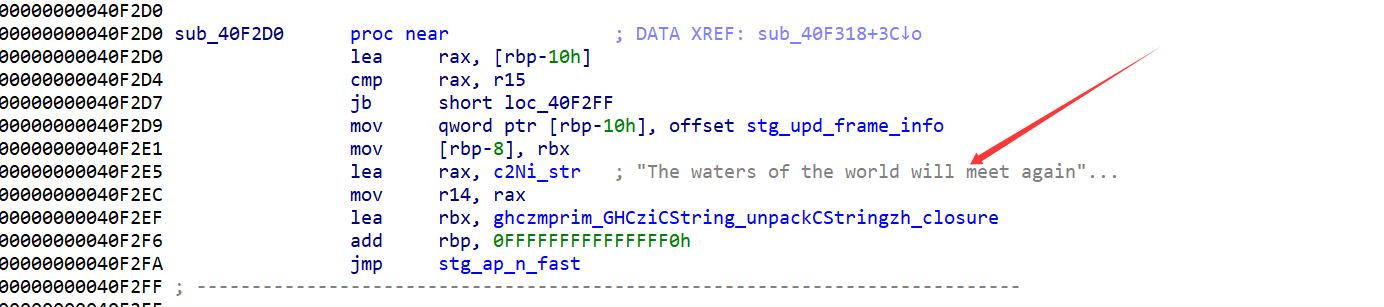 00000000040F2D0
00000000040F2D0 sub_40F2D0 proc near ; DATA XREF: sub_40F318+3C↓o
00000000040F2D0 lea rax, [rbp-10h]
00000000040F2D4 cmp rax, r15
00000000040F2D7 jb short loc_40F2FF
00000000040F2D9 mov qword ptr [rbp-10h], offset stg_upd_frame_info
00000000040F2E1 mov [rbp-8], rbx
00000000040F2E5 lea rax, c2Ni_str ; "The waters of the world will meet again"...
00000000040F2EC mov r14, rax
00000000040F2EF lea rbx, ghczmprim_GHCziCString_unpackCStringzh_closure
00000000040F2F6 add rbp, 0FFFFFFFFFFFFFFF0h
00000000040F2FA jmp stg_ap_n_fast
00000000040F2FF ; ---------------------------------------------------------------------------